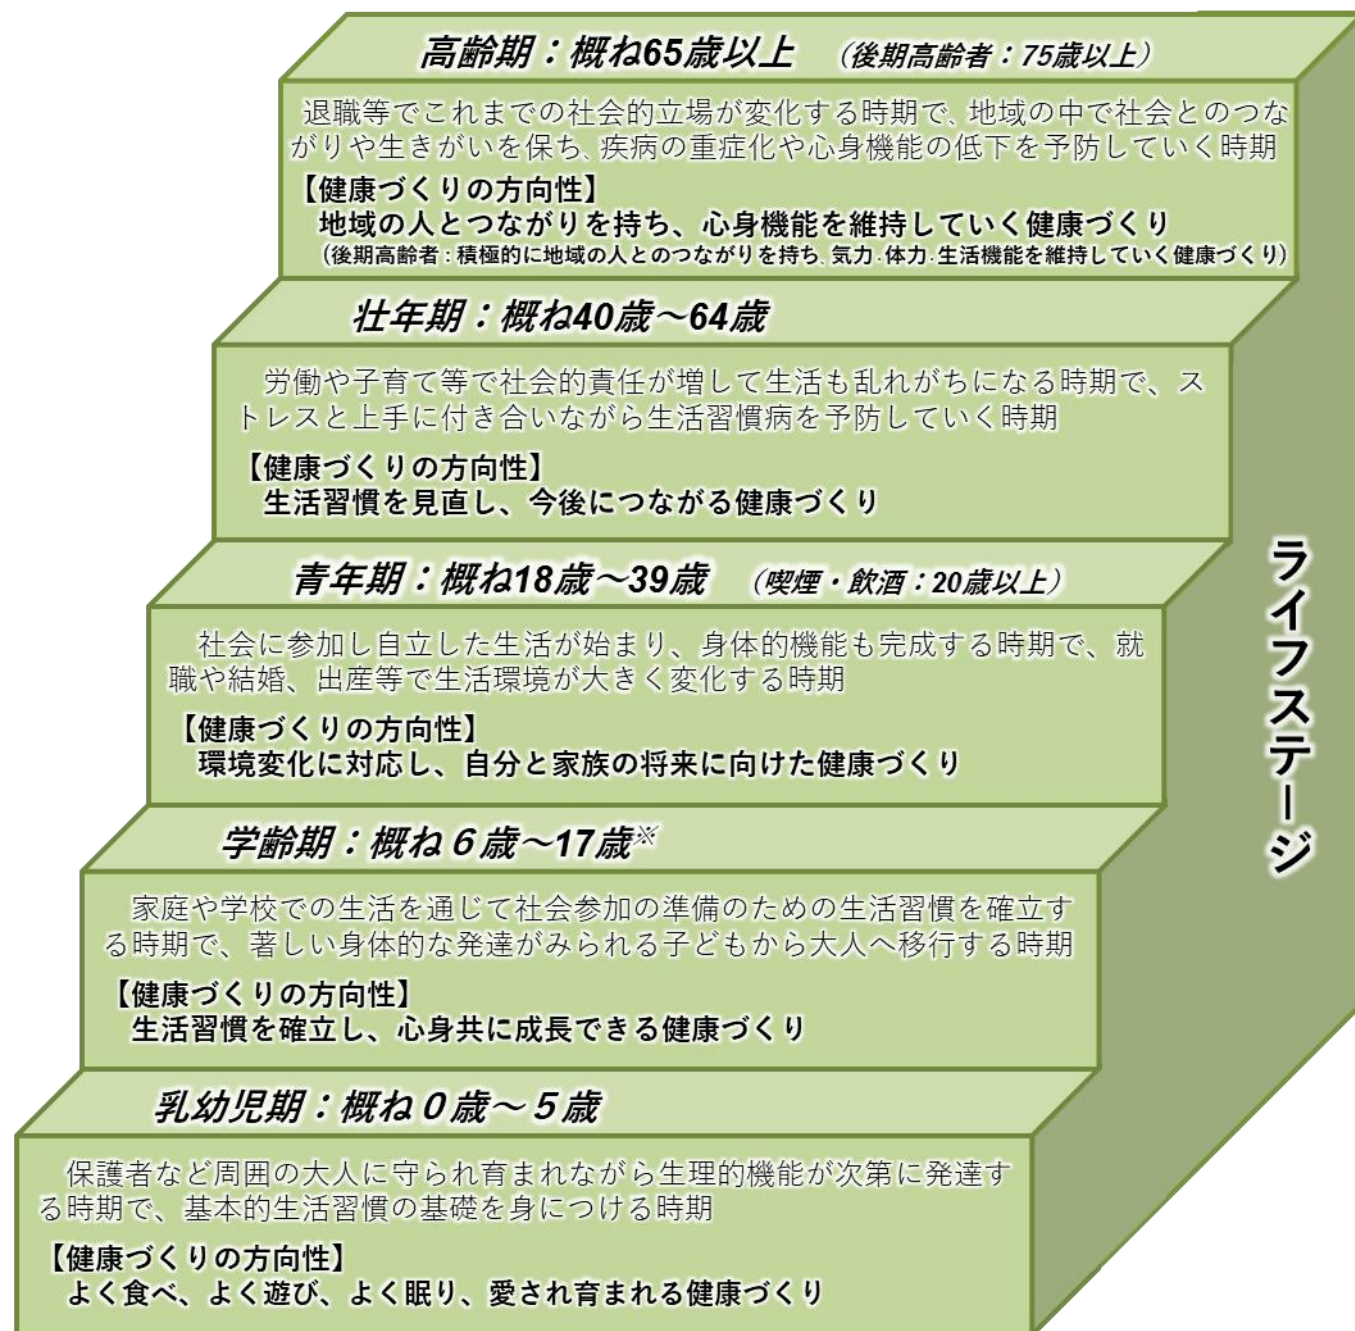 高齢期：概ね65歳以上　（後期高齢者：75歳以上）
退職等でこれまでの社会的立場が変化する時期で、地域の中で社会とのつな
がりや生きがいを保ち、疾病の重症化や心身機能の低下を予防していく時期
【健康づくりの方向性】
地域の人とつながりを持ち、心身機能を維持していく健康づくり
（後期高齢者：積極的に地域の人とのつながりを持ち、気力・体力・生活機能を維持していく健康づくり）
壮年期：概ね40歳～64歳
労働や子育て等で社会的責任が増して生活も乱れがちになる時期で、ス
トレスと上手に付き合いながら生活習慣病を予防していく時期
【健康づくりの方向性】
生活習慣を見直し、今後につながる健康づくり
青年期：概ね18歳～39歳　（喫煙・飲酒：20歳以上）
社会に参加し自立した生活が始まり、身体的機能も完成する時期で、就
職や結婚、出産等で生活環境が大きく変化する時期
【健康づくりの方向性】
環境変化に対応し、自分と家族の将来に向けた健康づくり
学齢期：概ね６歳～17歳※
家庭や学校での生活を通じて社会参加の準備のための生活習慣を確立す
る時期で、著しい身体的な発達がみられる子どもから大人へ移行する時期
【健康づくりの方向性】
生活習慣を確立し、心身共に成長できる健康づくり
乳幼児期：概ね０歳～５歳
保護者など周囲の大人に守られ育まれながら生理的機能が次第に発達す
る時期で、基本的生活習慣の基礎を身につける時期
【健康づくりの方向性】
よく食べ、よく遊び、よく眠り、愛され育まれる健康づくり
ライフステージ